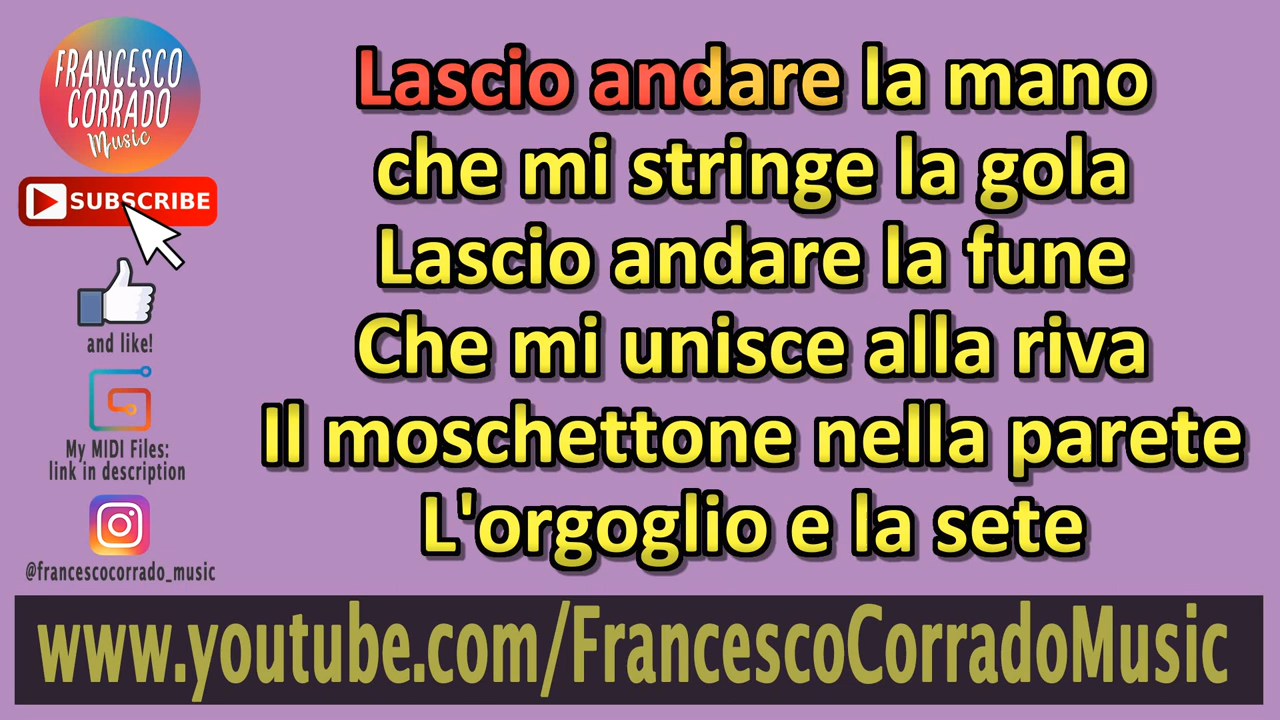 FRANCESCO
CORRADO
Music
SUBSCRIBE
and like!
My MIDI Files:
link in description
@francescocorrado_music
Lascio andare la mano
che mi stringe la gola
Lascio andare la fune
Che mi unisce alla riva
Il moschettone nella parete
L'orgoglio e la sete
www.youtube.com/FrancescoCorradoMusic